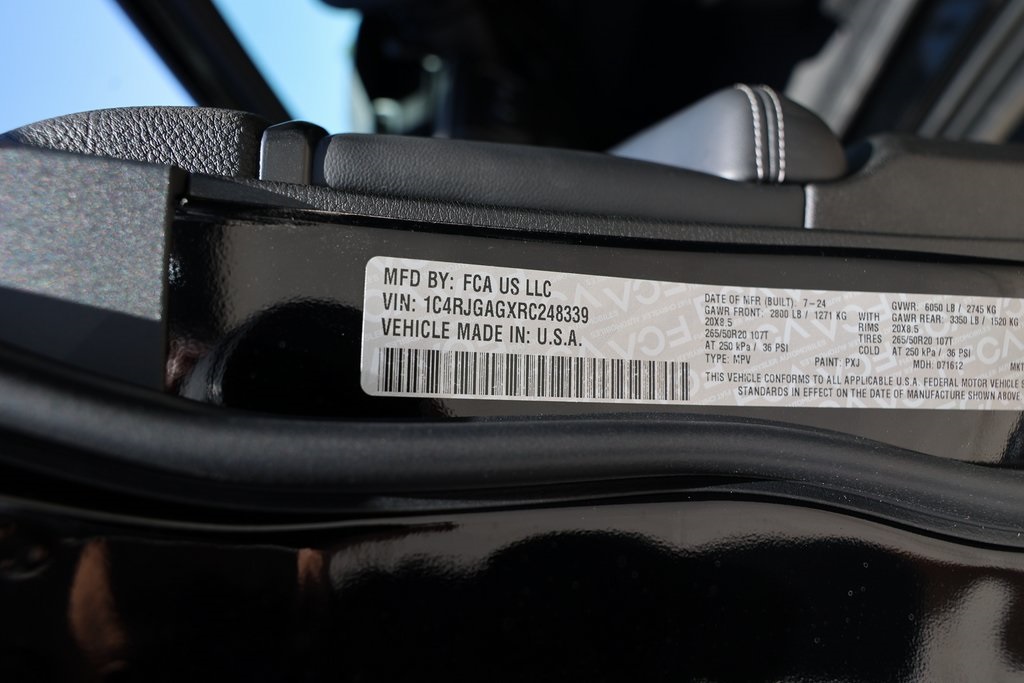 MFD BY: FCA US LLC
VIN: 1C4RJGAGXRC248339
VEHICLE MADE IN: U.S.A.
DATE OF MFR (BUILT). 7-24 GVWR. 6050 LB / 2745 KG
GAWR FRONT: 2800 LB / 1271 KG WITH GAWR REAR: 3350 LB / 1520 KG
20X8.5 RIMS 20X8.5
265/50R20 107T TIRES 265/50R20 107T
AT 250 kPa / 36 PSI COLD AT 250 kPa / 36 PSI
TYPE: MPV PAINT: PXJ MDH: 071612 MKT
THIS VEHICLE CONFORMS TO ALL APPLICABLE U.S.A. FEDERAL MOTOR VEHICLE
STANDARDS IN EFFECT ON THE DATE OF MANUFACTURE SHOWN ABOVE